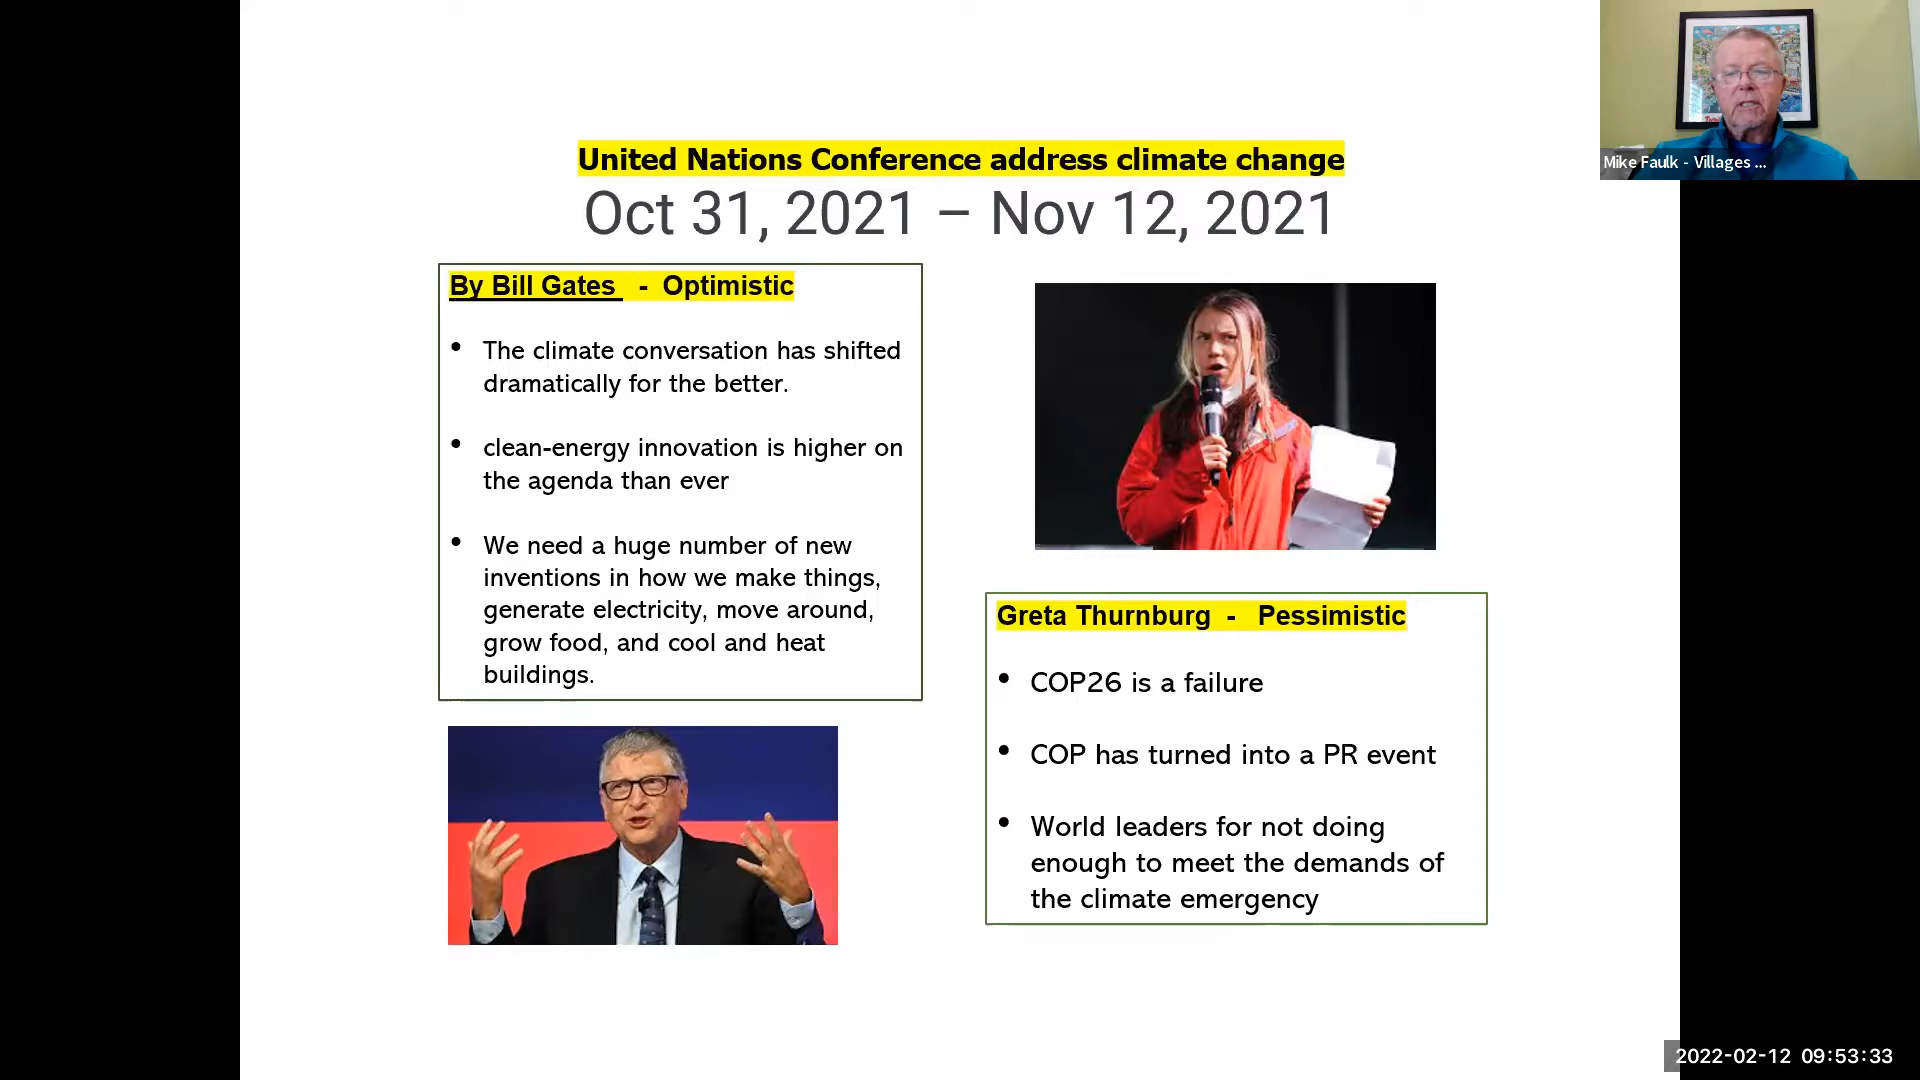 United Nations Conference address climate change
Oct 31, 2021 – Nov 12, 2021
By Bill Gates - Optimistic
• The climate conversation has shifted
dramatically for the better.
• clean-energy innovation is higher on
the agenda than ever
• We need a huge number of new
inventions in how we make things,
generate electricity, move around,
grow food, and cool and heat
buildings.
Greta Thurnburg - Pessimistic
• COP26 is a failure
• COP has turned into a PR event
• World leaders for not doing
enough to meet the demands of
the climate emergency
Mike Faulk - Villages ...
2022-02-12 09:53:33